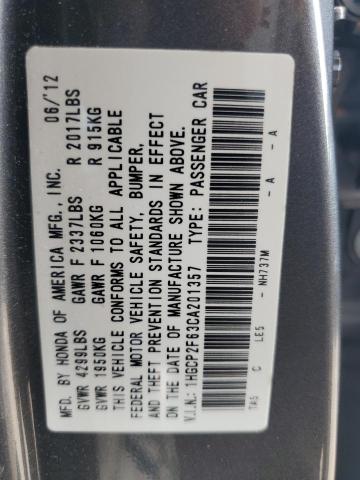 MFD. BY HONDA OF AMERICA MFG., INC. 06/'12
GVWR 4299LBS GAWR F 2337LBS R 2017LBS
GVWR 1950KG GAWR F 1060KG R 915KG
THIS VEHICLE CONFORMS TO ALL APPLICABLE
FEDERAL MOTOR VEHICLE SAFETY, BUMPER,
AND THEFT PREVENTION STANDARDS IN EFFECT
ON THE DATE OF MANUFACTURE SHOWN ABOVE.
V.I.N.: 1HGCP2F63CA201357 TYPE: PASSENGER CAR
TA5 C LE5 - NH737M - A - A